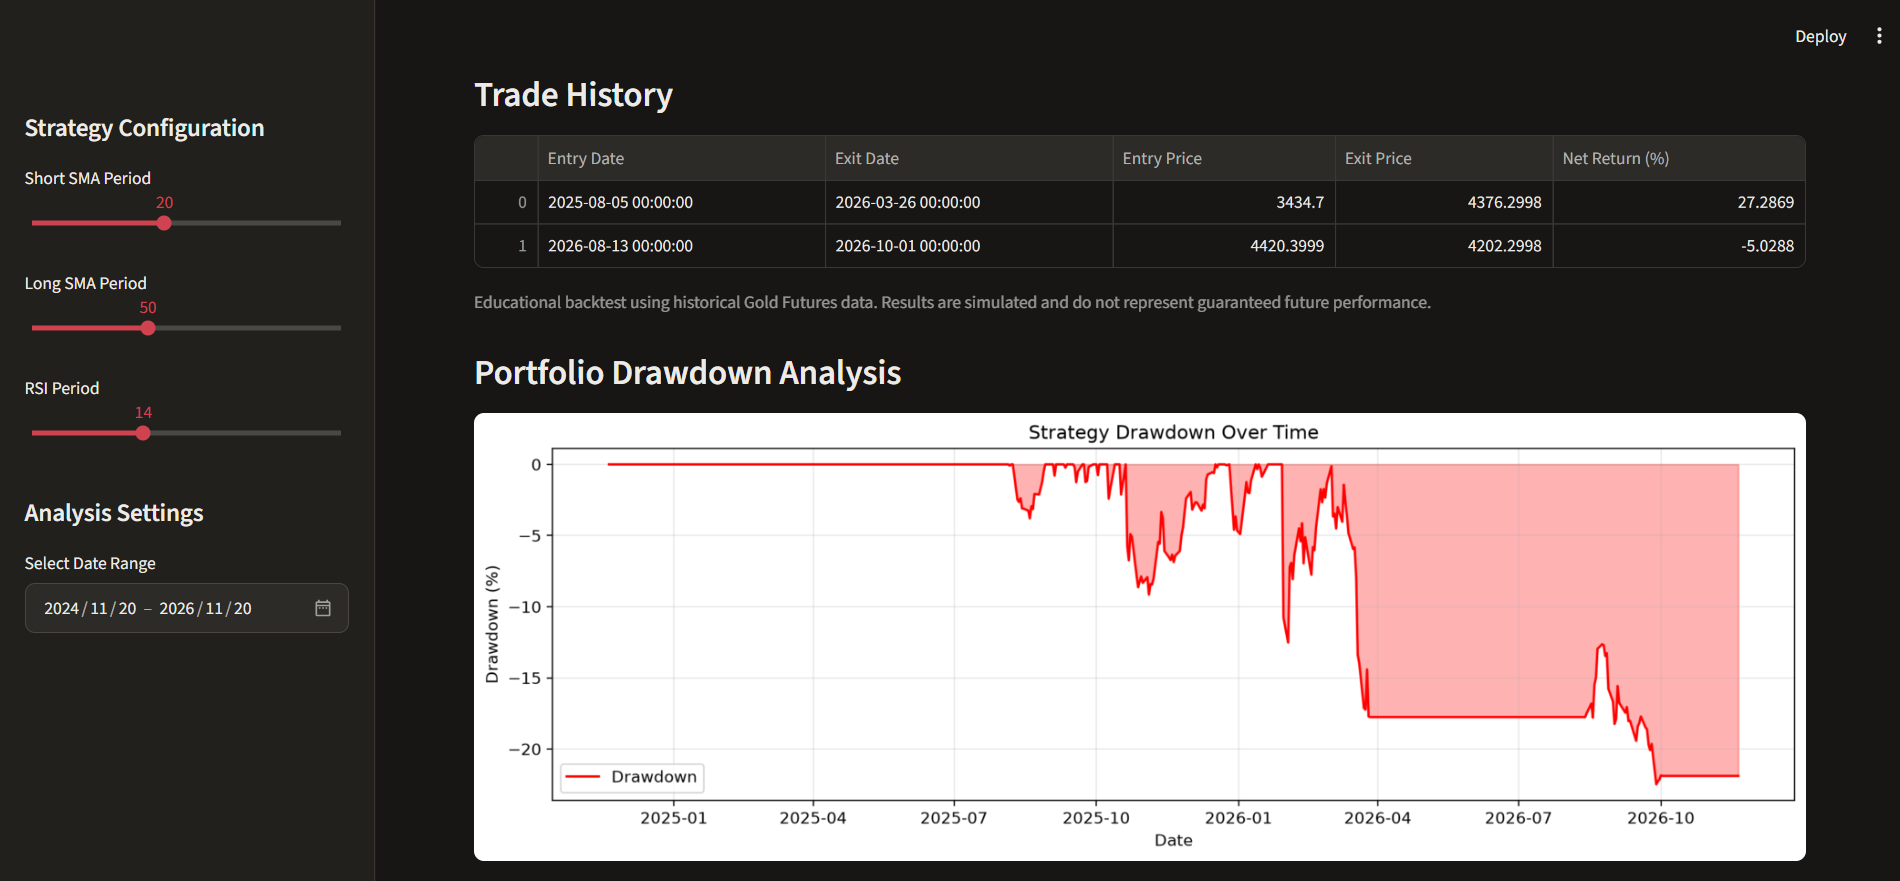 Deploy
Strategy Configuration
Short SMA Period
20
Long SMA Period
50
RSI Period
14
Analysis Settings
Select Date Range
2024/11/20 – 2026/11/20
Trade History
Entry Date Exit Date Entry Price Exit Price Net Return (%)
0 2025-08-05 00:00:00 2026-03-26 00:00:00 3434.7 4376.2998 27.2869
1 2026-08-13 00:00:00 2026-10-01 00:00:00 4420.3999 4202.2998 -5.0288
Educational backtest using historical Gold Futures data. Results are simulated and do not represent guaranteed future performance.
Portfolio Drawdown Analysis
Strategy Drawdown Over Time
Drawdown (%)
0
−5
−10
−15
−20
Drawdown
2025-01 2025-04 2025-07 2025-10 2026-01 2026-04 2026-07 2026-10
Date